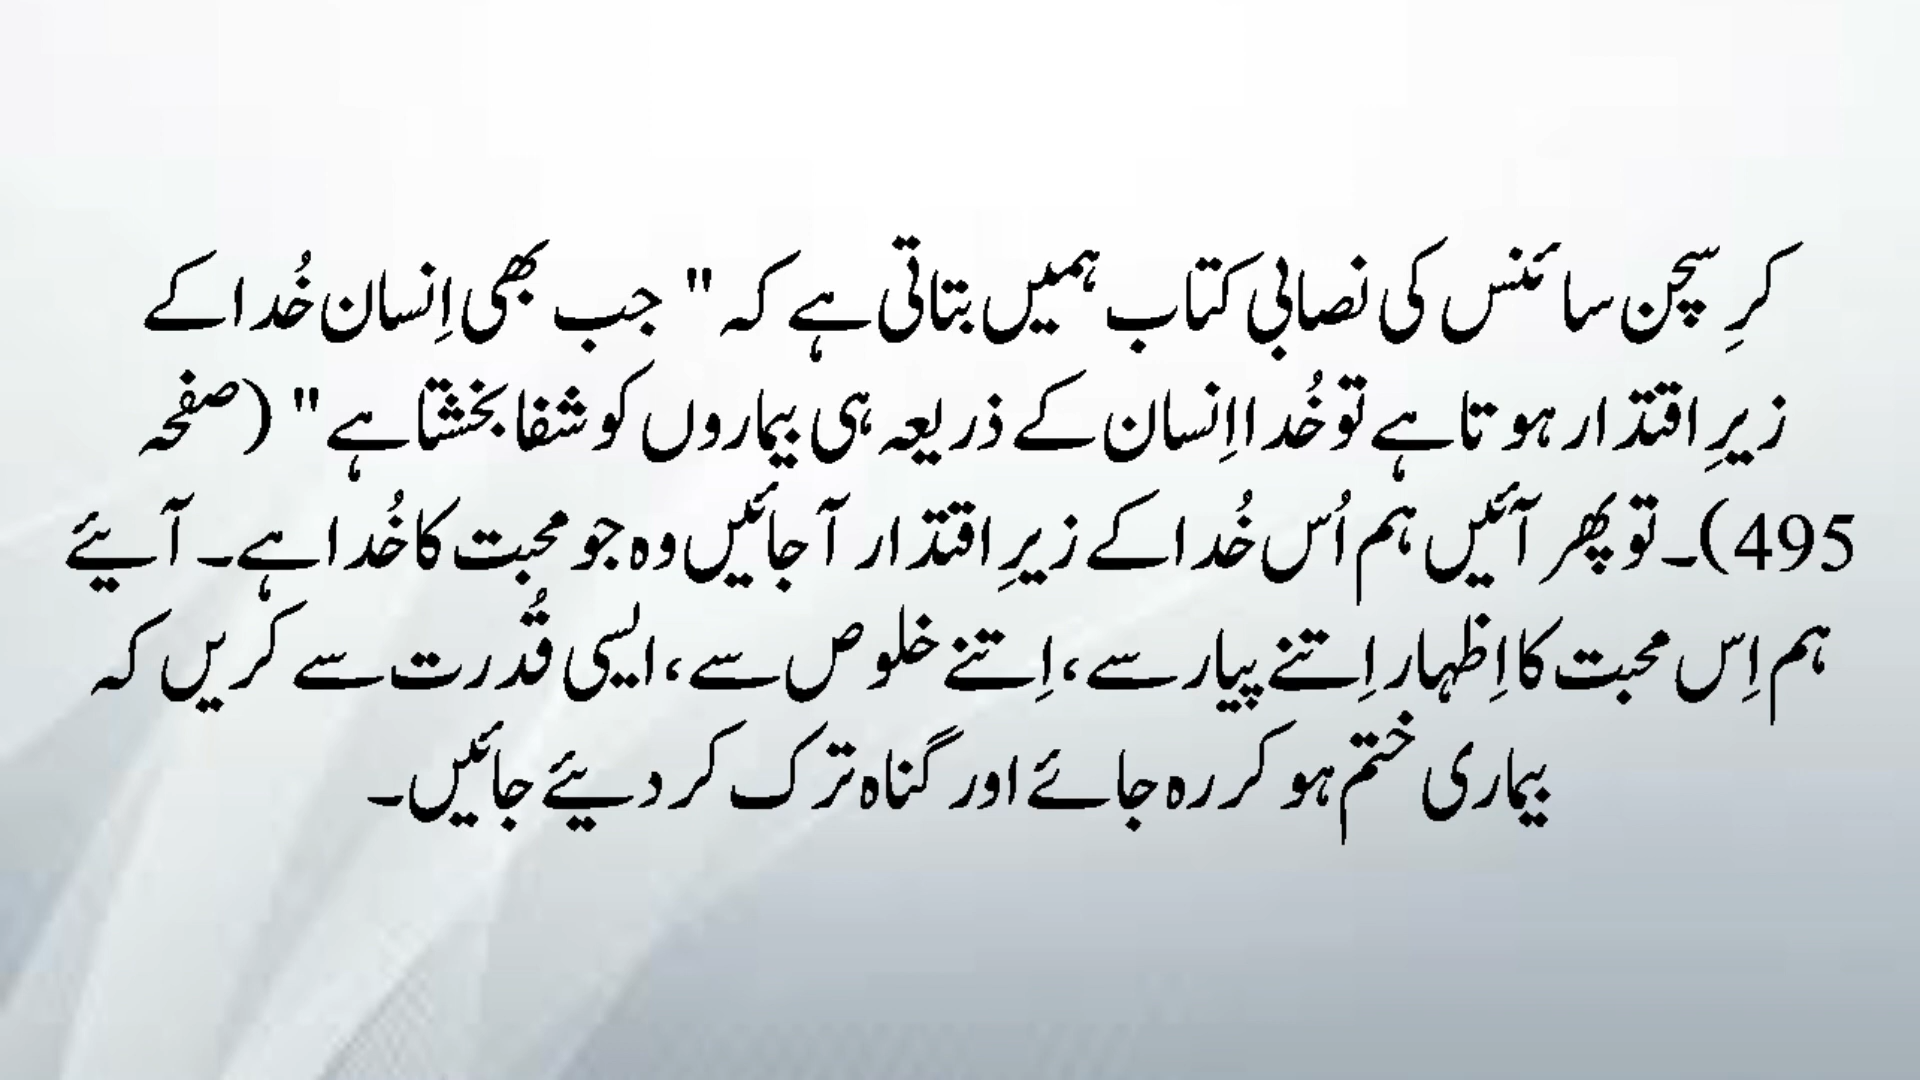 کرِسچن سائنس کی نصابی کتاب ہمیں بتاتی ہے کہ " جب بھی اِنسان خُدا کے
زیرِ اقتدار ہوتا ہے تو خُدا اِنسان کے ذریعہ ہی بیماروں کو شفا بخشتا ہے " (صفحہ
495)۔ تو پھر آئیں ہم اُس خُدا کے زیرِ اقتدار آ جائیں وہ جو محبت کا خُدا ہے۔ آئیے
ہم اِس محبت کا اِظہار اِتنے پیار سے، اِتنے خلوص سے، ایسی قُدرت سے کریں کہ
بیماری ختم ہو کر رہ جائے اور گناہ ترک کر دیئے جائیں۔